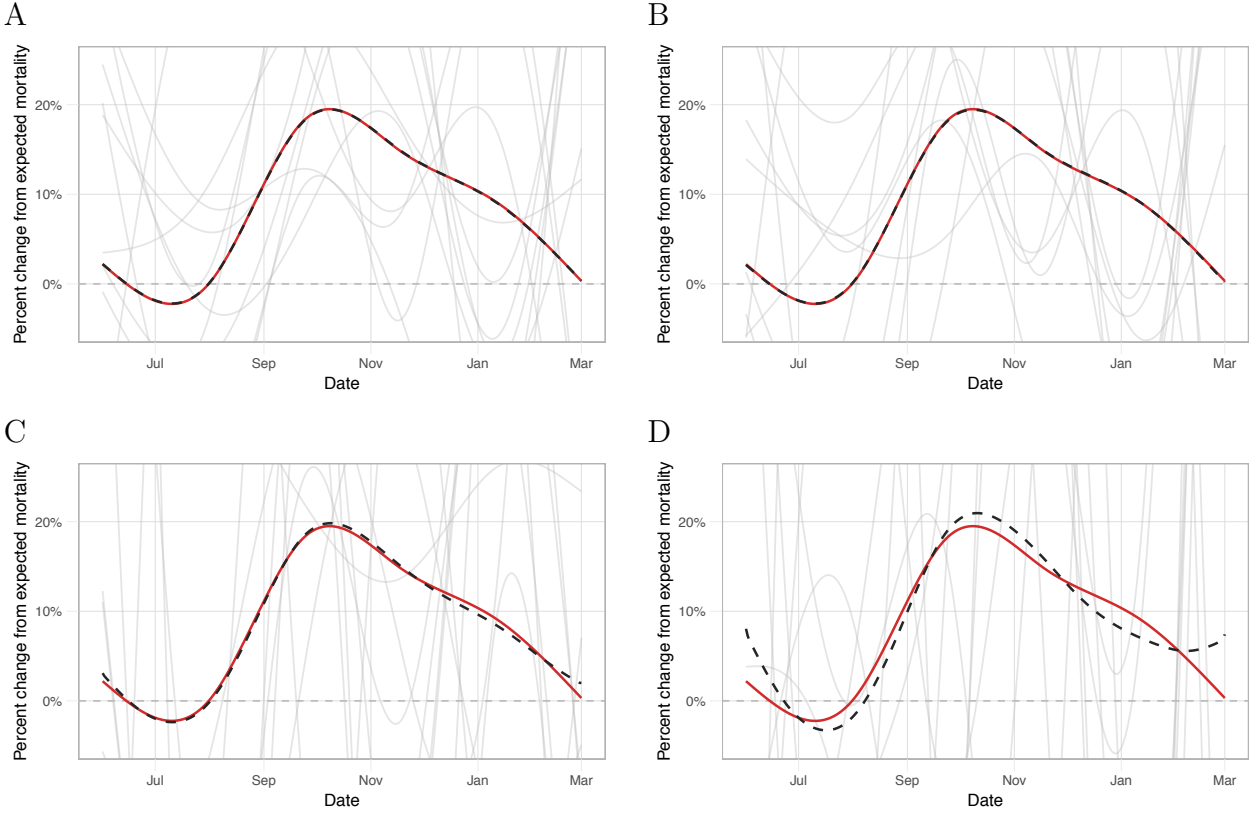 A
Percent change from expected mortality
20%
10%
0%
Jul Sep Nov Jan Mar
Date
B
Percent change from expected mortality
20%
10%
0%
Jul Sep Nov Jan Mar
Date
C
Percent change from expected mortality
20%
10%
0%
Jul Sep Nov Jan Mar
Date
D
Percent change from expected mortality
20%
10%
0%
Jul Sep Nov Jan Mar
Date